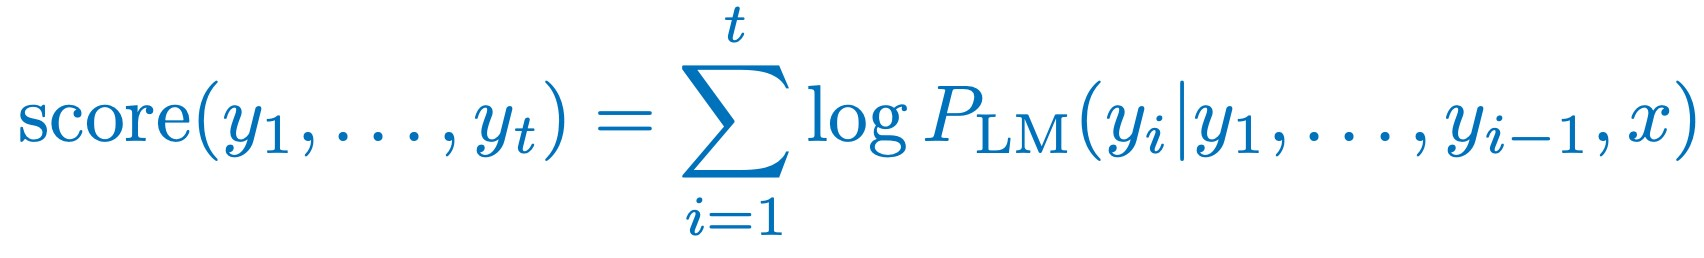 score(y₁, . . . , yₜ) = ∑ᵢ₌₁ᵗ log P_LM(yᵢ|y₁, . . . , yᵢ₋₁, x)